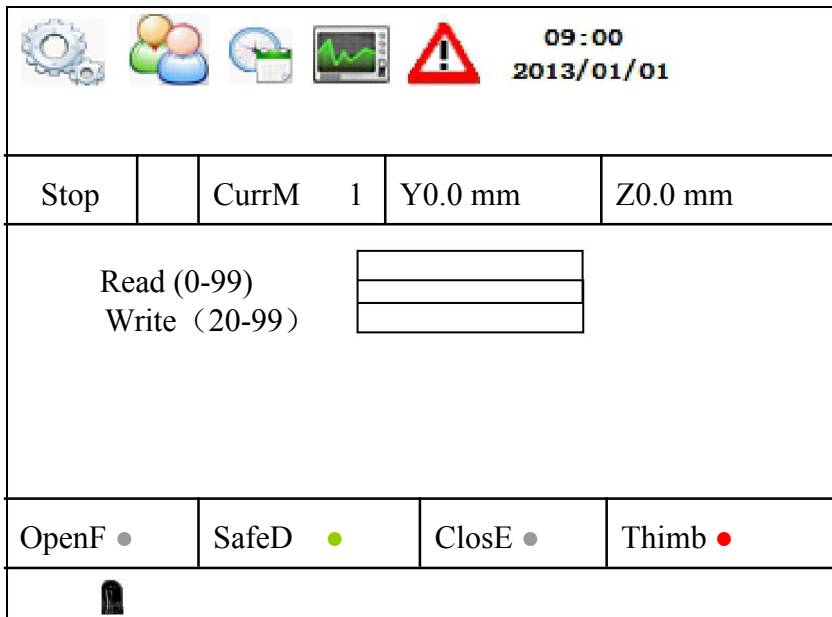 09:00
2013/01/01
Stop CurrM 1 Y0.0 mm Z0.0 mm
Read (0-99)
Write（20-99）
OpenF SafeD ClosE Thimb